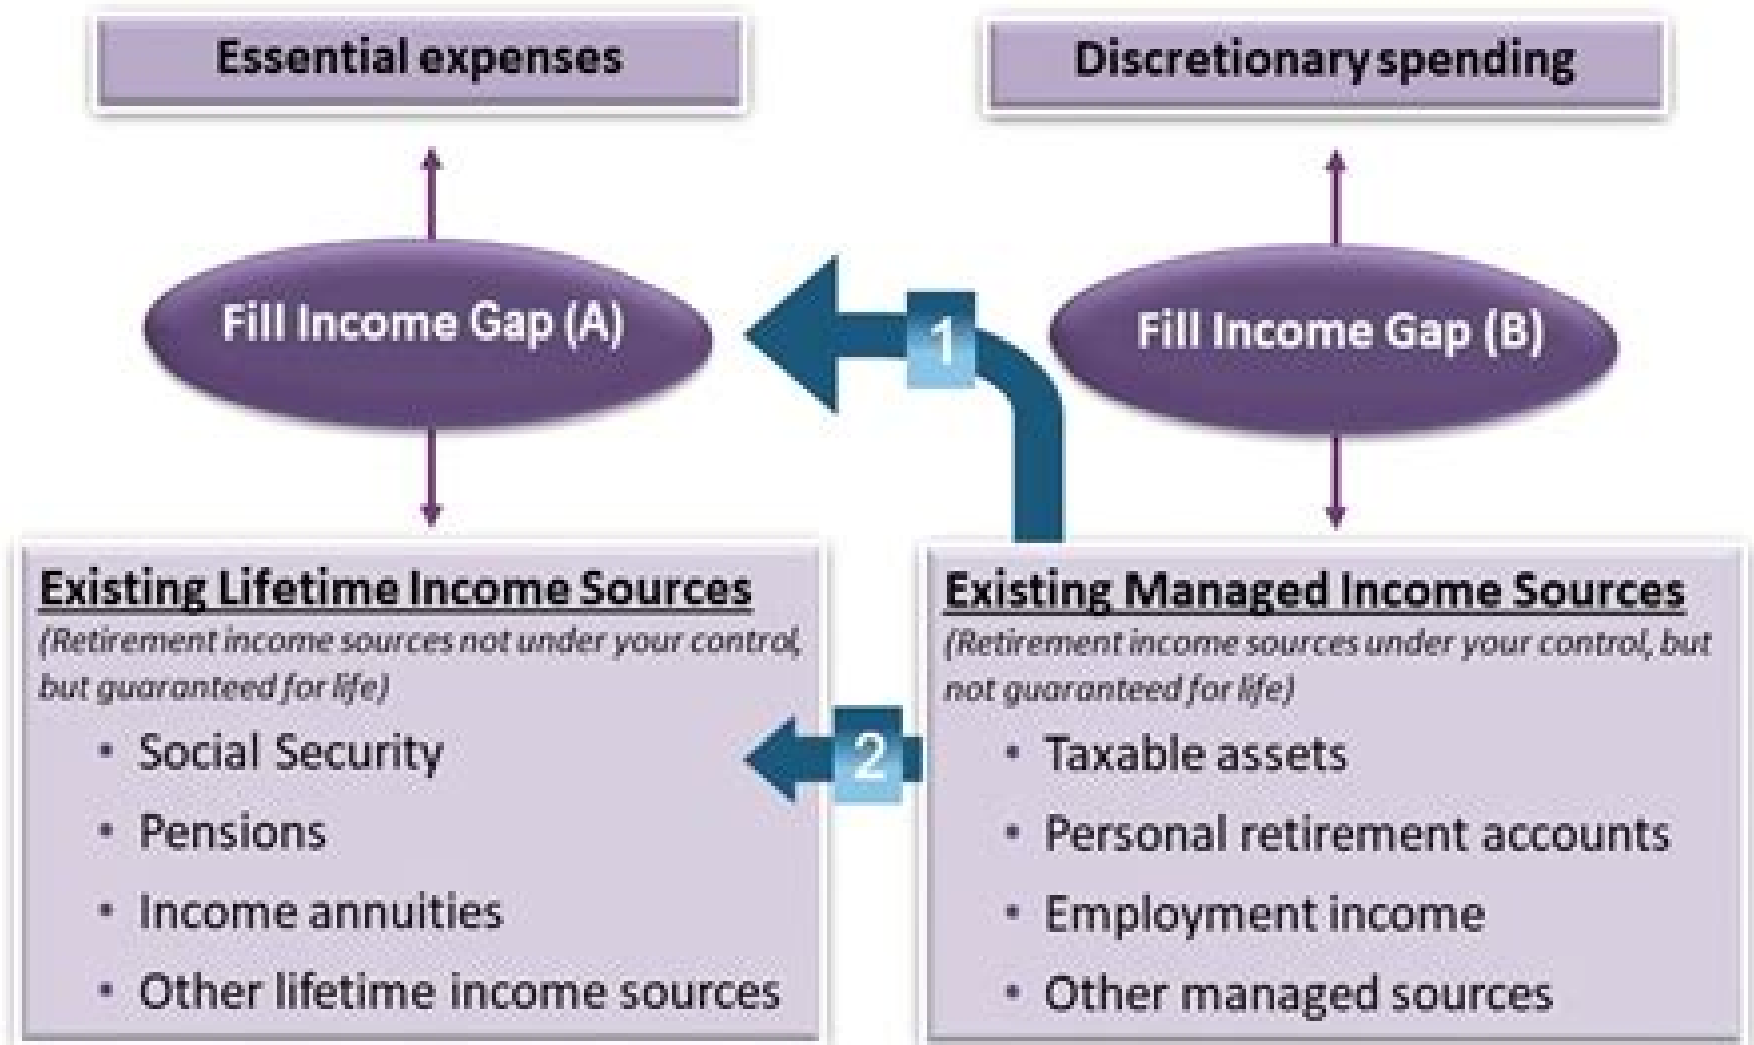 Essential expenses
Discretionary spending
Fill Income Gap (A)
1
Fill Income Gap (B)
Existing Lifetime Income Sources
(Retirement income sources not under your control,
but guaranteed for life)
• Social Security
• Pensions
• Income annuities
• Other lifetime income sources
2
Existing Managed Income Sources
(Retirement income sources under your control, but
not guaranteed for life)
• Taxable assets
• Personal retirement accounts
• Employment income
• Other managed sources